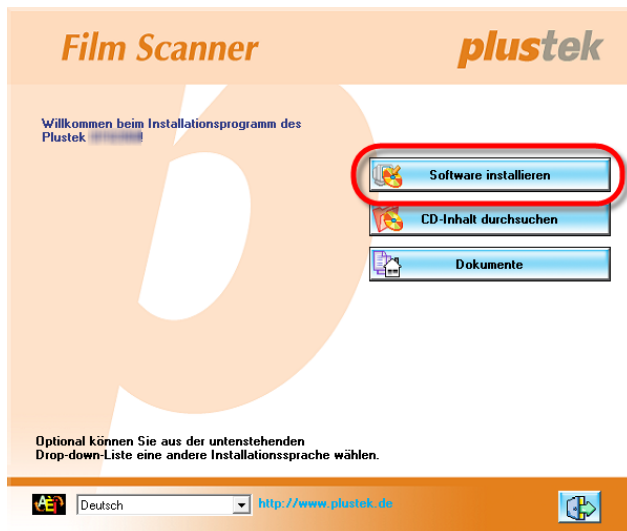 Film Scanner
plustek
Willkommen beim Installationsprogramm des
Plustek
Software installieren
CD-Inhalt durchsuchen
Dokumente
Optional können Sie aus der untenstehenden
Drop-down-Liste eine andere Installationssprache wählen.
Deutsch
http://www.plustek.de